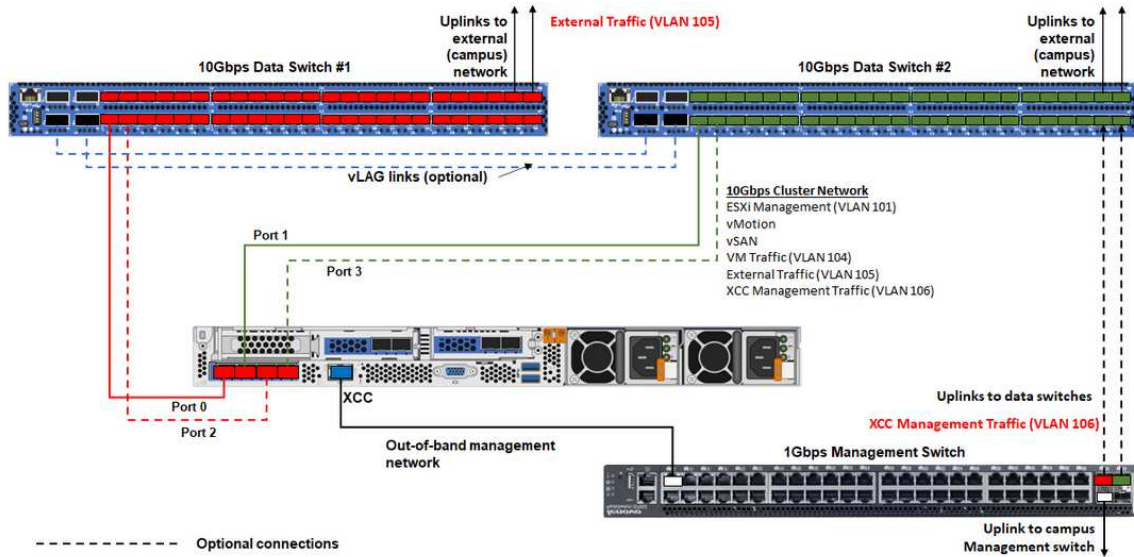 Uplinks to
external
(campus)
network
External Traffic (VLAN 105)
Uplinks to
external
(campus)
network
10Gbps Data Switch #1
10Gbps Data Switch #2
vLAG links (optional)
10Gbps Cluster Network
ESXi Management (VLAN 101)
vMotion
vSAN
VM Traffic (VLAN 104)
External Traffic (VLAN 105)
XCC Management Traffic (VLAN 106)
Port 1
Port 3
XCC
Port 0
Port 2
Uplinks to data switches
XCC Management Traffic (VLAN 106)
Out-of-band management
network
1Gbps Management Switch
Uplink to campus
Management switch
Optional connections